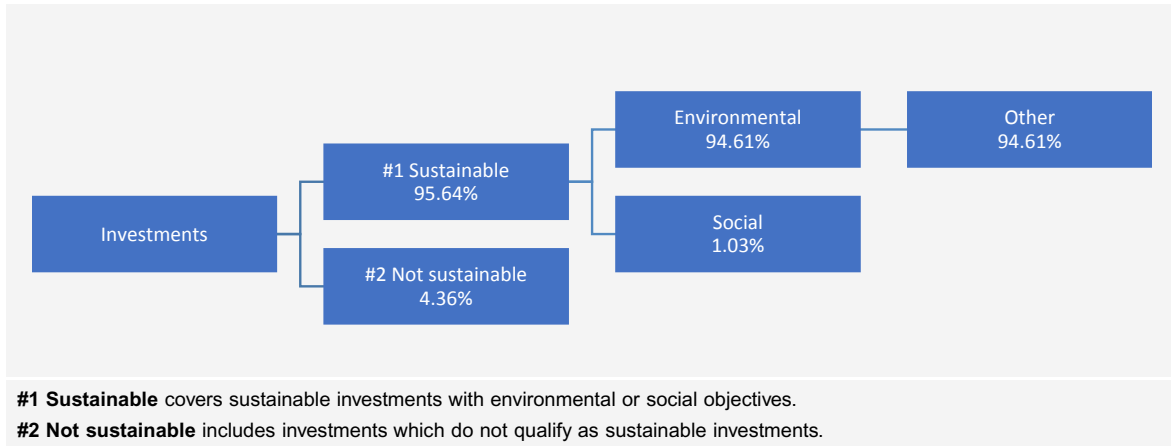 Environmental
94.61%
Other
94.61%
#1 Sustainable
95.64%
Investments
Social
1.03%
#2 Not sustainable
4.36%
#1 Sustainable covers sustainable investments with environmental or social objectives.
#2 Not sustainable includes investments which do not qualify as sustainable investments.